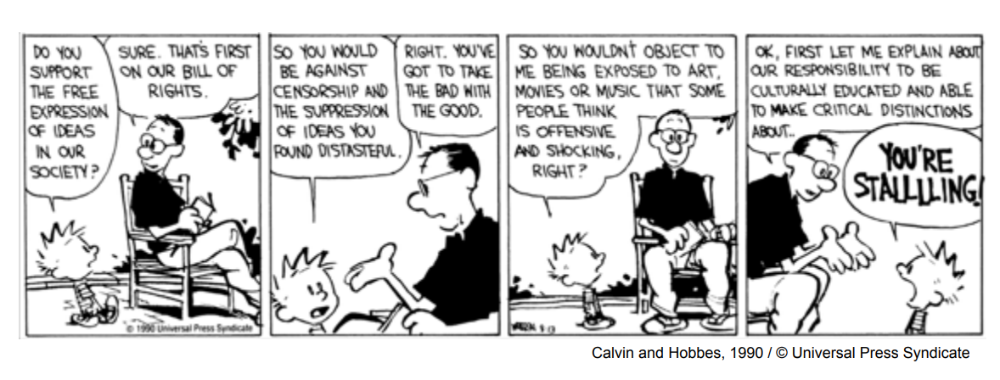 DO YOU
SUPPORT
THE FREE
EXPRESSION
OF IDEAS
IN OUR
SOCIETY?
SURE. THAT'S FIRST
ON OUR BILL OF
RIGHTS.
© 1990 Universal Press Syndicate
SO YOU WOULD
BE AGAINST
CENSORSHIP AND
THE SUPPRESSION
OF IDEAS YOU
FOUND DISTASTEFUL.
RIGHT. YOU'VE
GOT TO TAKE
THE BAD WITH
THE GOOD.
SO YOU WOULDN'T OBJECT TO
ME BEING EXPOSED TO ART,
MOVIES OR MUSIC THAT SOME
PEOPLE THINK
IS OFFENSIVE
AND SHOCKING,
RIGHT?
OK, FIRST LET ME EXPLAIN ABOUT
OUR RESPONSIBILITY TO BE
CULTURALLY EDUCATED AND ABLE
TO MAKE CRITICAL DISTINCTIONS
ABOUT..
YOU'RE
STALLLLING!
Calvin and Hobbes, 1990 / © Universal Press Syndicate